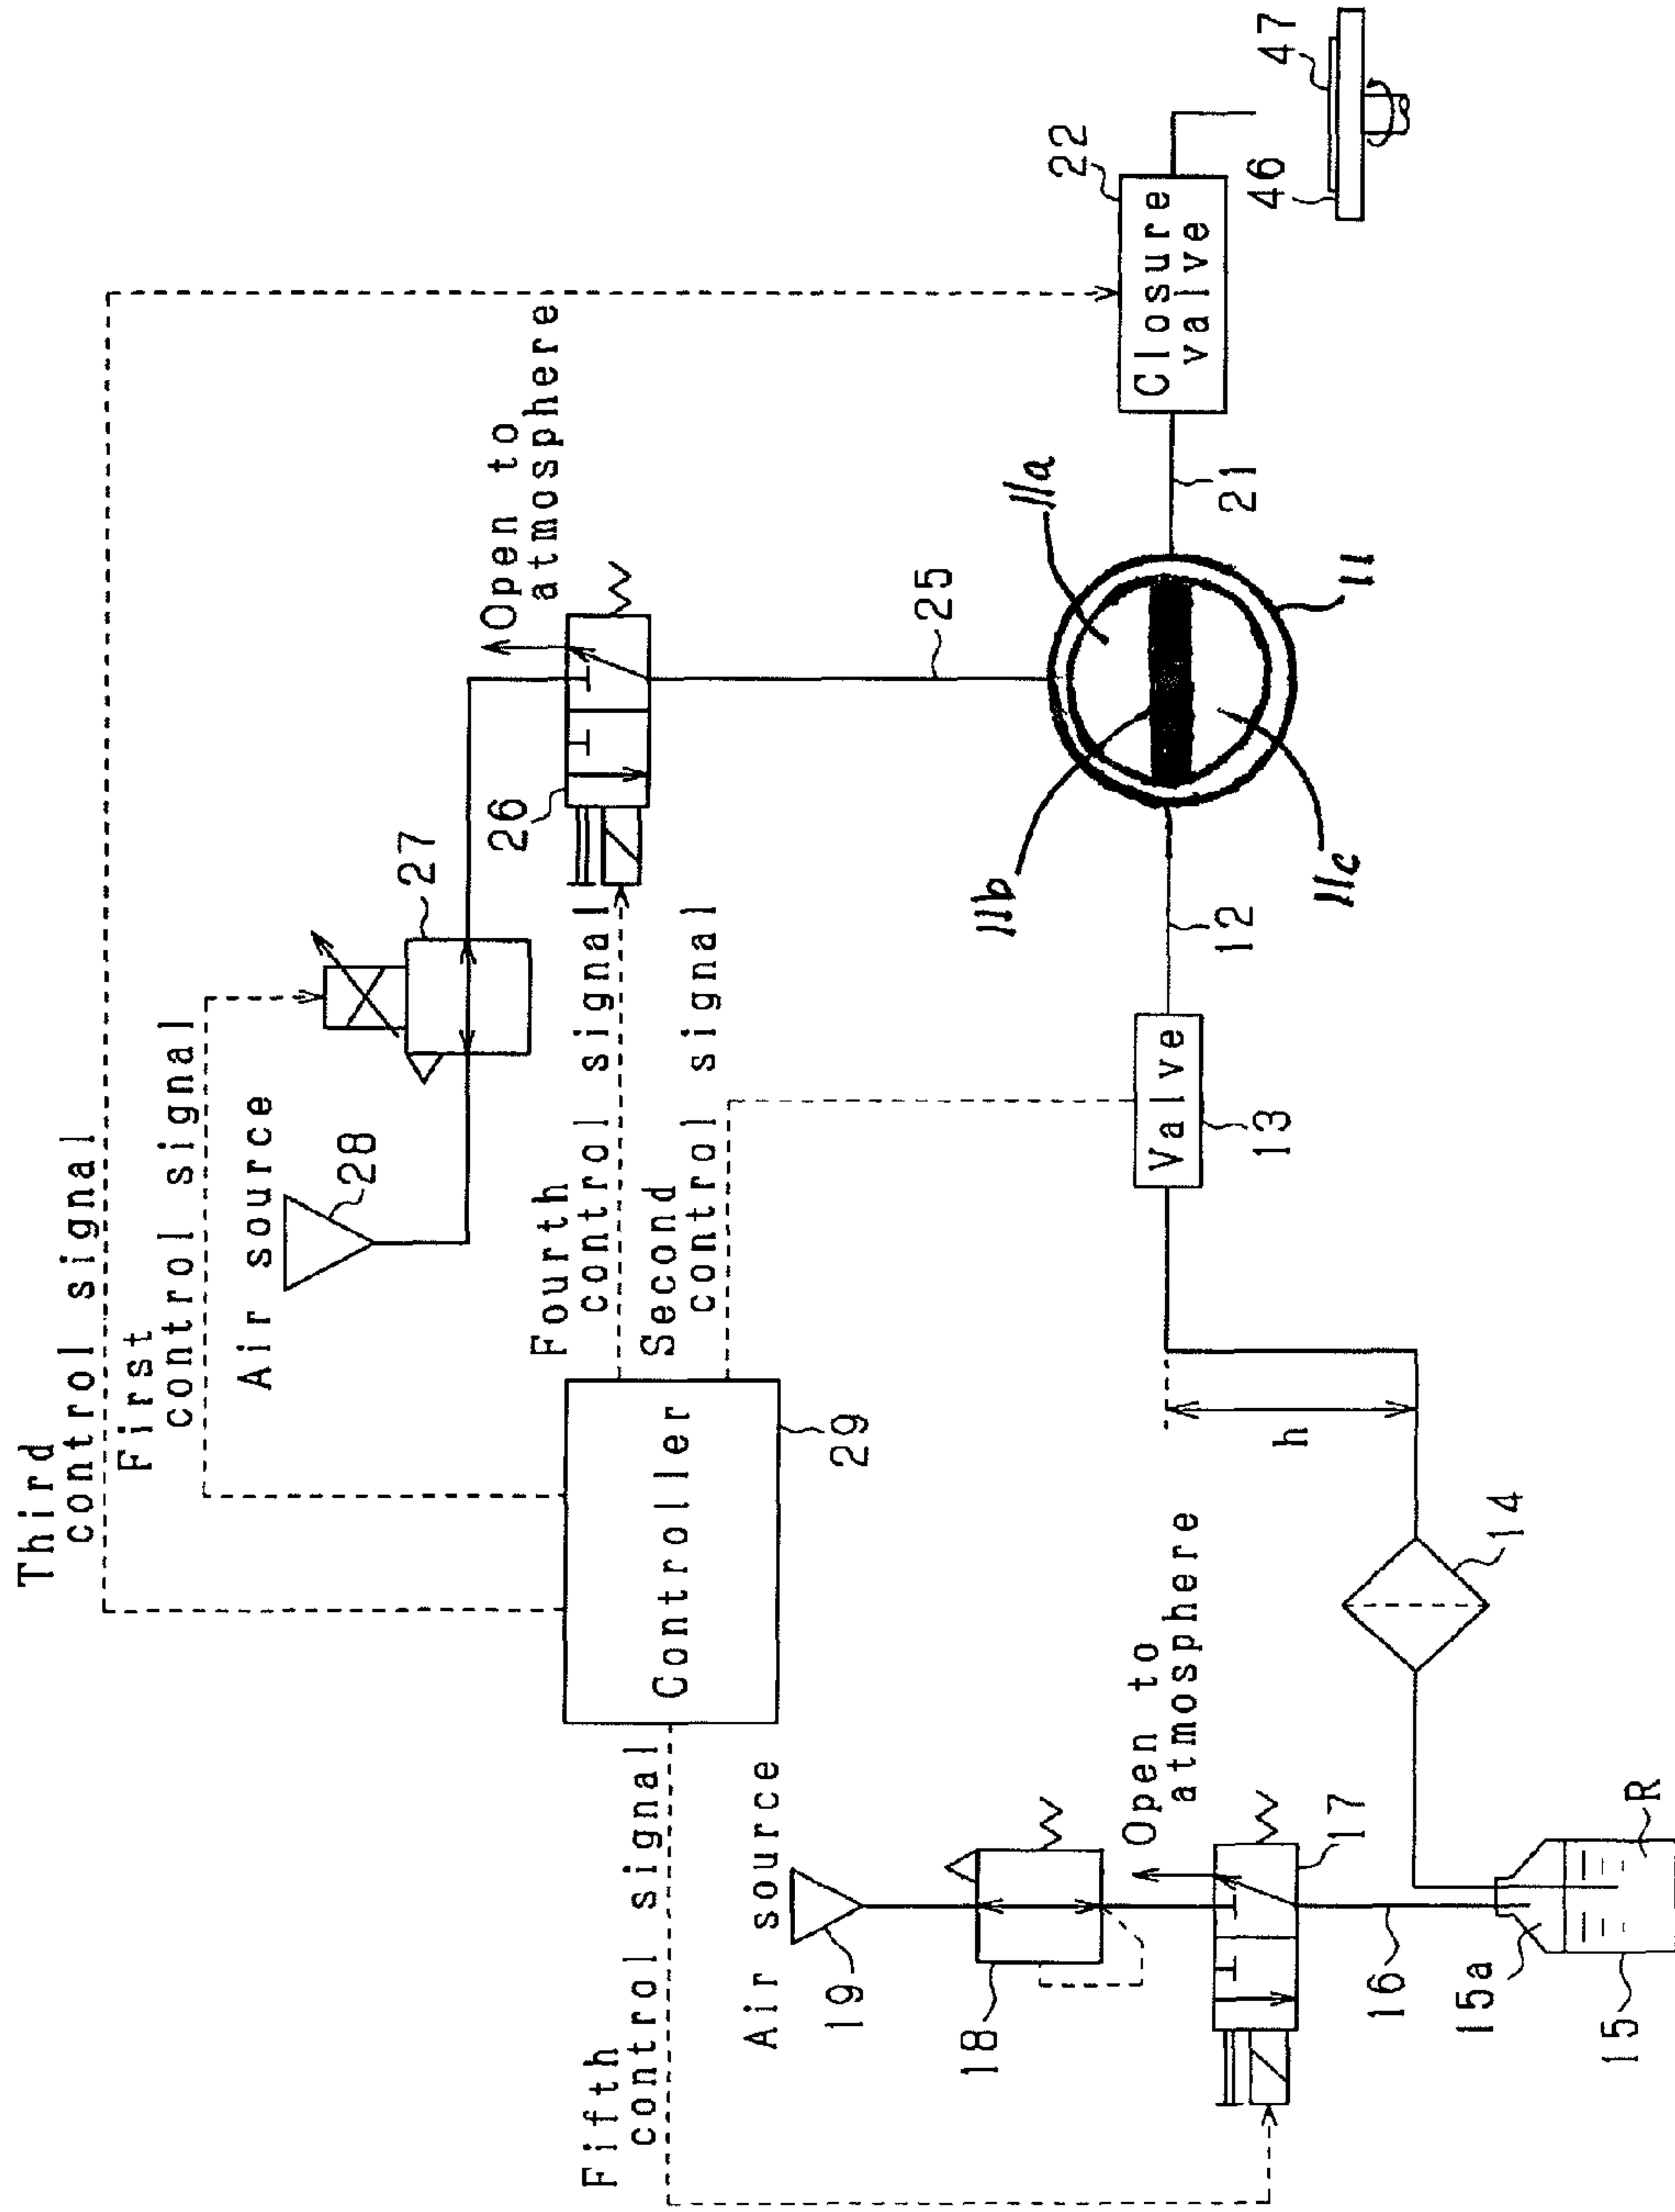 Third
control signal
First
control signal
Air source
28
27
Fourth
control signal
Second
control signal
26
Open to
atmosphere
25
Controller
29
Fifth
control signal
Air source
19
18
Open to
atmosphere
17
16
15a
15
R
14
h
Valve
13
12
11b
11a
11c
11
21
Closure
valve
22
46
47